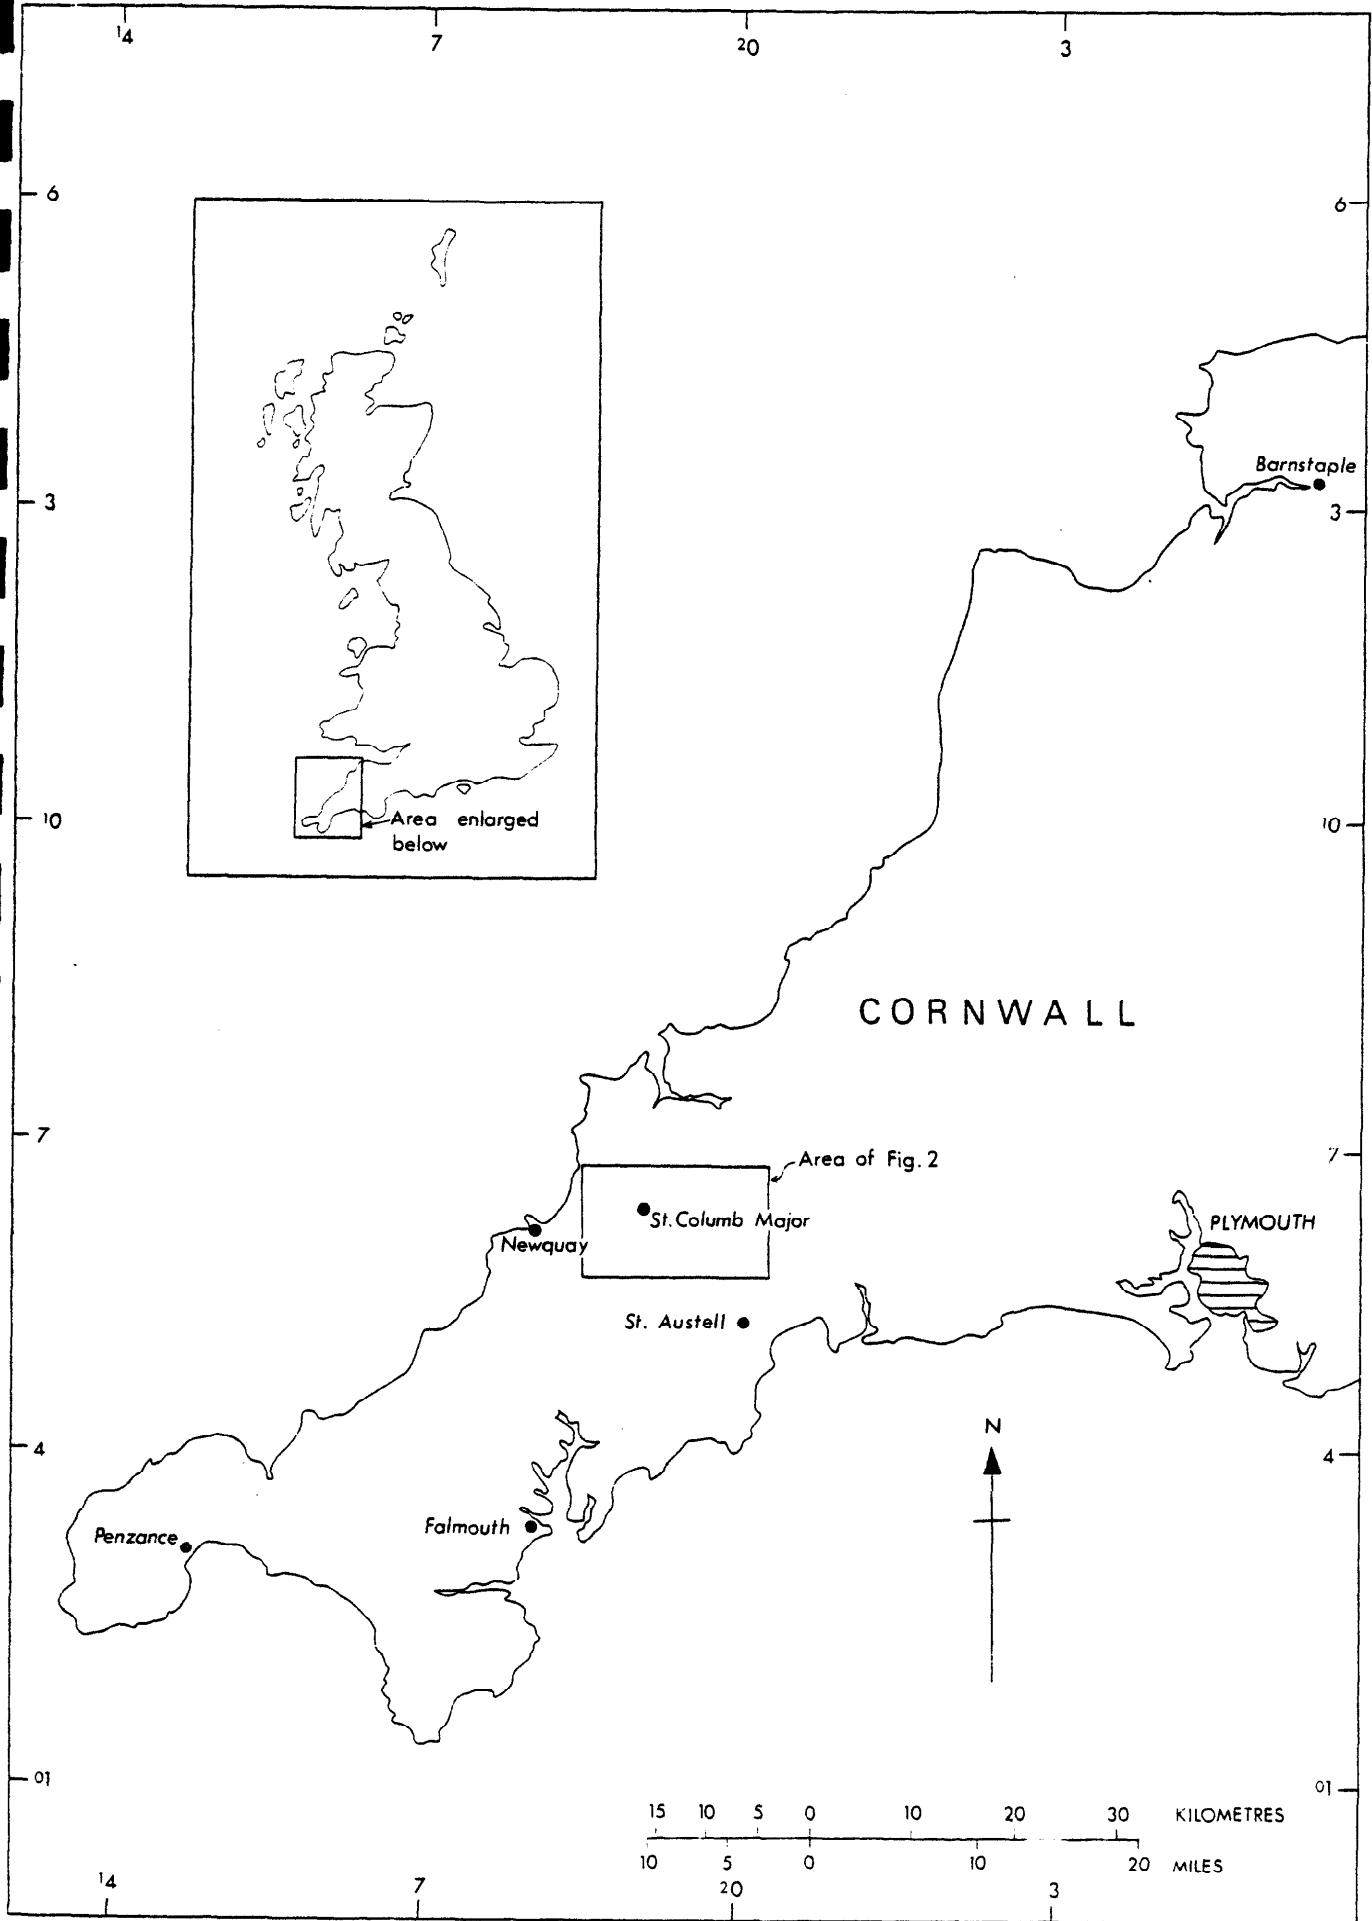 14 7 20 3
6 6
Barnstaple
3 3
Area enlarged
below
10 10
CORNWALL
7 7
Area of Fig. 2
St. Columb Major
PLYMOUTH
Newquay
St. Austell
N
4 4
Falmouth
Penzance
01 01
15 10 5 0 10 20 30 KILOMETRES
10 5 0 10 20 MILES
14 7 20 3